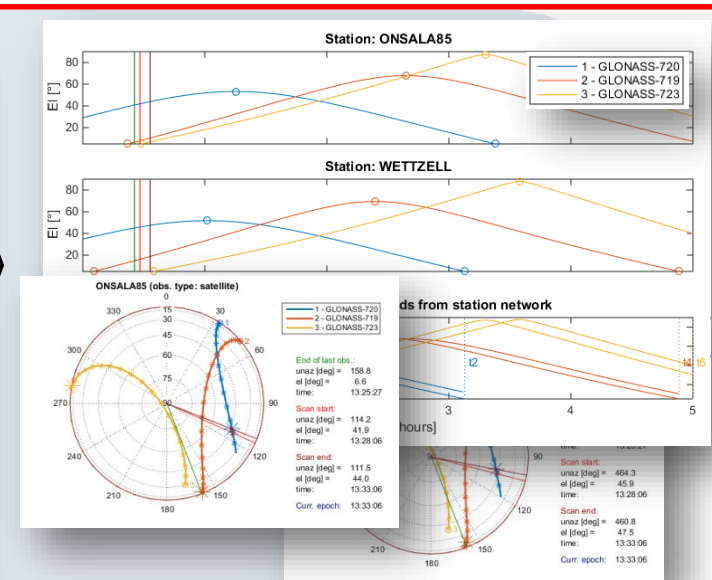 Station: ONSALA85
El [°]
80
60
40
20
1 - GLONASS-720
2 - GLONASS-719
3 - GLONASS-723
Station: WETTZELL
El [°]
80
60
40
20
ds from station network
t2
t4
t6
3
4
5
hours]
ONSALA85 (obs. type: satellite)
0
30
60
90
120
150
180
210
240
270
300
330
15
30
45
60
75
90
1
2
3
1 - GLONASS-720
2 - GLONASS-719
3 - GLONASS-723
End of last obs.:
unaz [deg] = 158.8
el [deg] = 6.6
time: 13:25:27
Scan start:
unaz [deg] = 114.2
el [deg] = 41.9
time: 13:28:06
Scan end:
unaz [deg] = 111.5
el [deg] = 44.0
time: 13:33:06
Curr. epoch: 13:33:06
90
90
120
150
180
210
3
Scan start:
unaz [deg] = 464.3
el [deg] = 45.9
time: 13:28:06
Scan end:
unaz [deg] = 460.8
el [deg] = 47.5
time: 13:33:06
Curr. epoch: 13:33:06